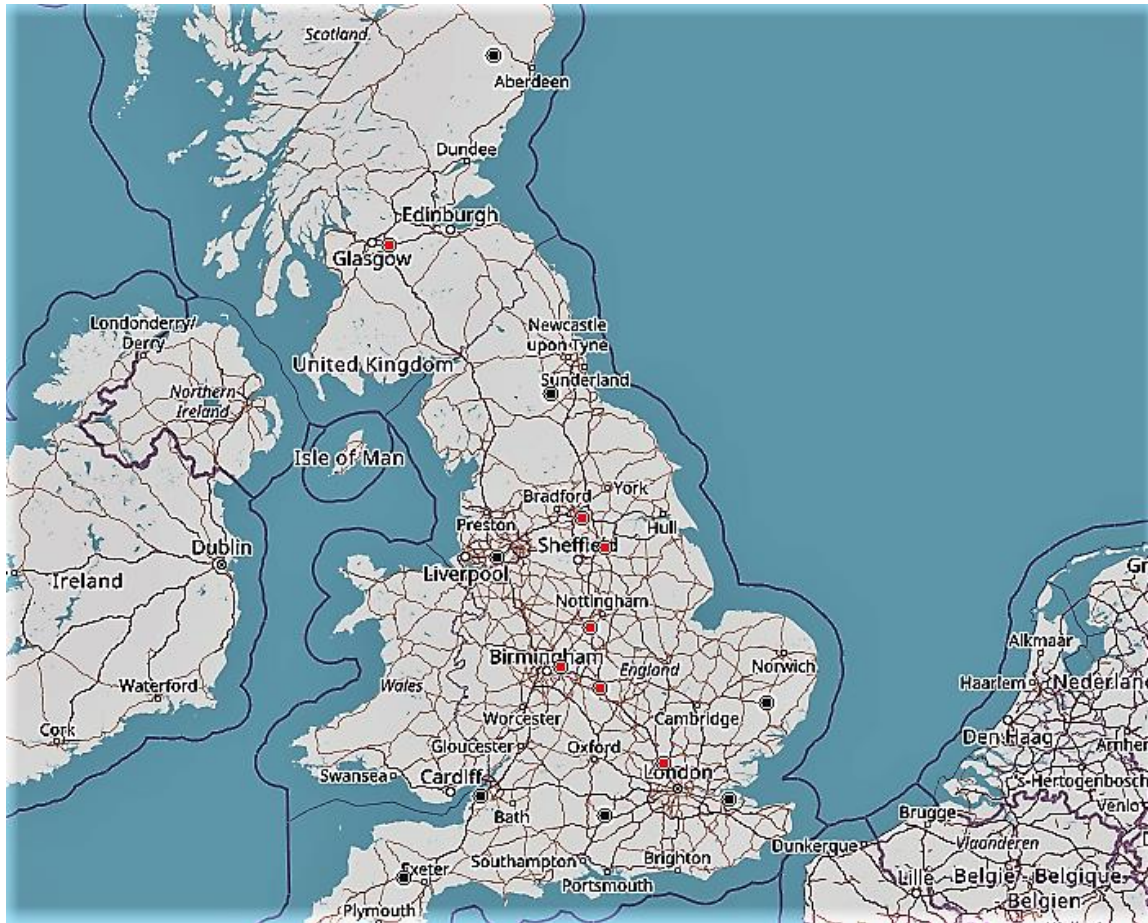 Scotland
Aberdeen
Dundee
Edinburgh
Glasgow
Londonderry/
Derry
Newcastle
upon Tyne
United Kingdom
Sunderland
Northern
Ireland
Isle of Man
Bradford
York
Preston
Hull
Dublin
Sheffield
Liverpool
Ireland
Nottingham
Alkmaar
Birmingham
England
Norwich
Wales
Waterford
Haarlem
Nederland
Worcester
Cambridge
Cork
Gloucester
Oxford
Den Haag
Arnhe
Swansea
Cardiff
London
's-Hertogenbosch
Bath
Brugge
Venlo
Exeter
Southampton
Brighton
Dunkerque
Vlaanderen
Portsmouth
Lille
België - Belgique
Belgien
Plymouth
Gr